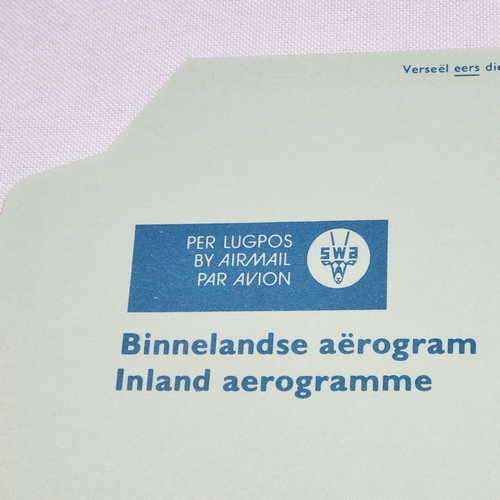 Verseël eers die
PER LUGPOS
BY AIRMAIL
PAR AVION
swa
Binnelandse aërogram
Inland aerogramme